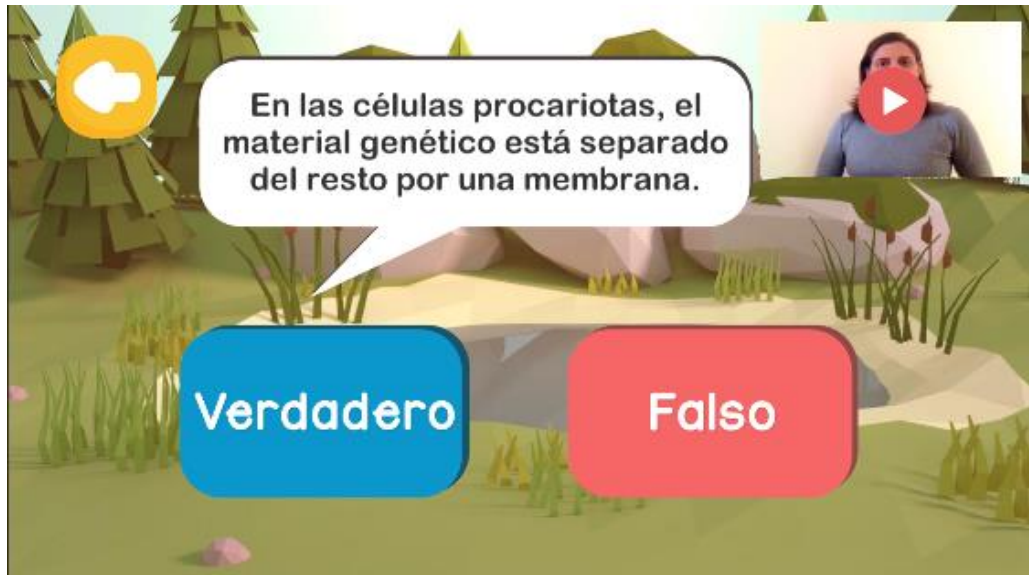 En las células procariotas, el
material genético está separado
del resto por una membrana.
Verdadero
Falso